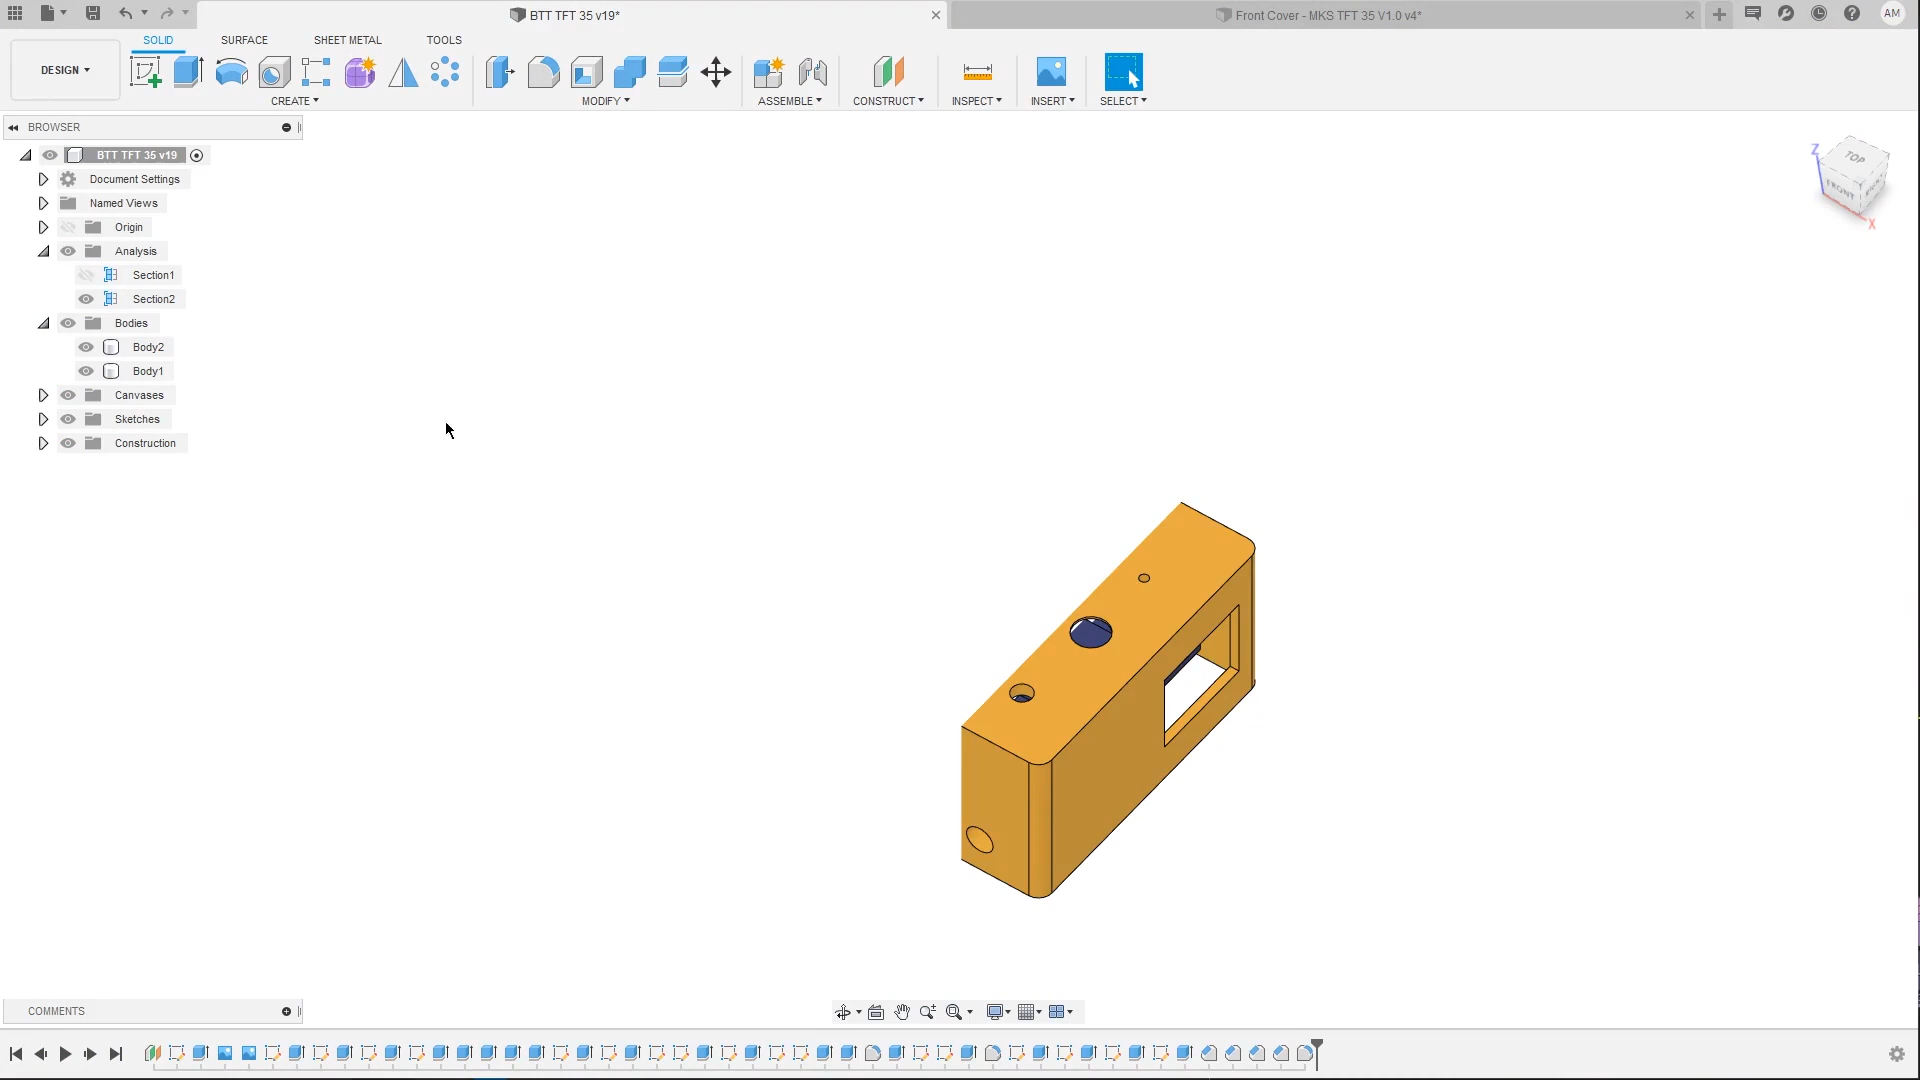 BTT TFT 35 v19*
Front Cover - MKS TFT 35 V1.0 v4*
AM
DESIGN
SOLID
SURFACE
SHEET METAL
TOOLS
CREATE
MODIFY
ASSEMBLE
CONSTRUCT
INSPECT
INSERT
SELECT
BROWSER
BTT TFT 35 v19
Document Settings
Named Views
Origin
Analysis
Section1
Section2
Bodies
Body2
Body1
Canvases
Sketches
Construction
Z
TOP
FRONT
RIGHT
X
COMMENTS